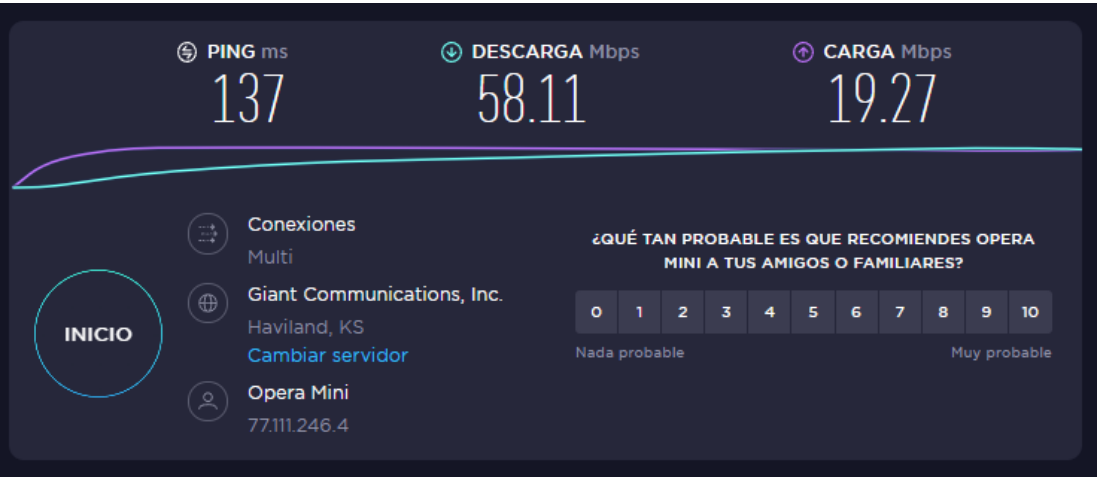 PING ms
137
DESCARGA Mbps
58.11
CARGA Mbps
19.27
INICIO
Conexiones
Multi
Giant Communications, Inc.
Haviland, KS
Cambiar servidor
Opera Mini
77.111.246.4
¿QUÉ TAN PROBABLE ES QUE RECOMIENDES OPERA
MINI A TUS AMIGOS O FAMILIARES?
0 1 2 3 4 5 6 7 8 9 10
Nada probable Muy probable